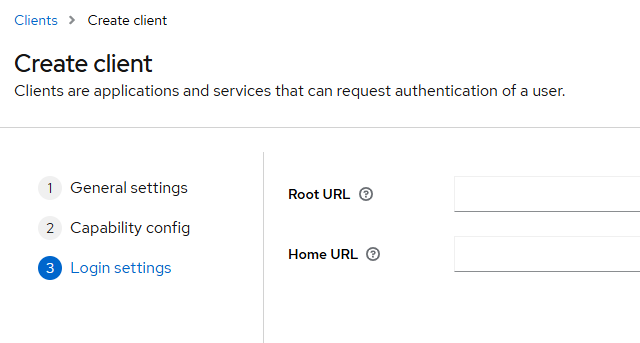 Clients > Create client
Create client
Clients are applications and services that can request authentication of a user.
1 General settings
2 Capability config
3 Login settings
Root URL ?
Home URL ?